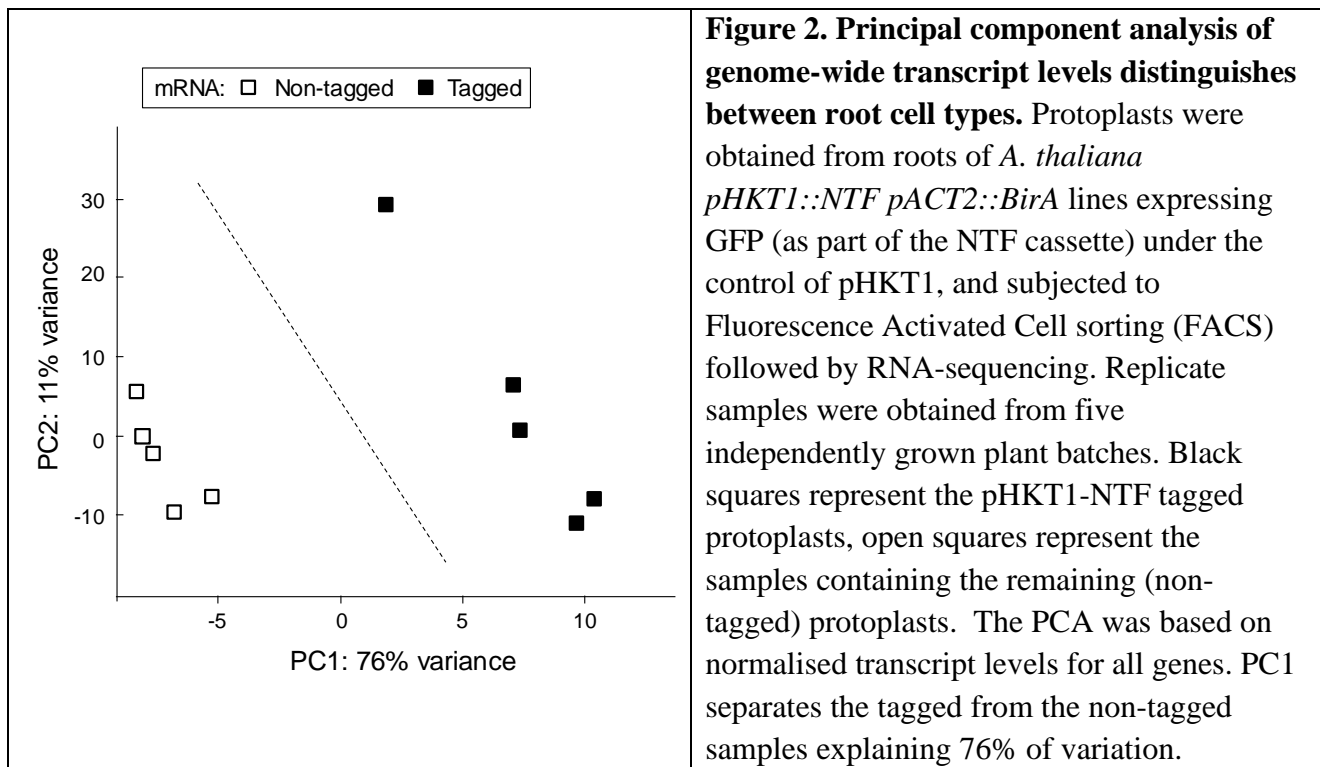 mRNA: Non-tagged Tagged
30
20
10
0
-10
PC2: 11% variance
-5 0 5 10
PC1: 76% variance
Figure 2. Principal component analysis of
genome-wide transcript levels distinguishes
between root cell types. Protoplasts were
obtained from roots of A. thaliana
pHKT1::NTF pACT2::BirA lines expressing
GFP (as part of the NTF cassette) under the
control of pHKT1, and subjected to
Fluorescence Activated Cell sorting (FACS)
followed by RNA-sequencing. Replicate
samples were obtained from five
independently grown plant batches. Black
squares represent the pHKT1-NTF tagged
protoplasts, open squares represent the
samples containing the remaining (non-
tagged) protoplasts. The PCA was based on
normalised transcript levels for all genes. PC1
separates the tagged from the non-tagged
samples explaining 76% of variation.